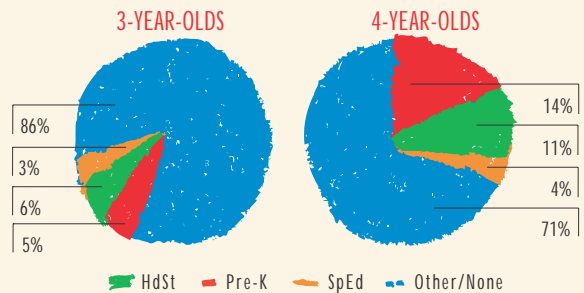 3-YEAR-OLDS
86%
3%
6%
5%
4-YEAR-OLDS
14%
11%
4%
71%
HdSt Pre-K SpEd Other/None